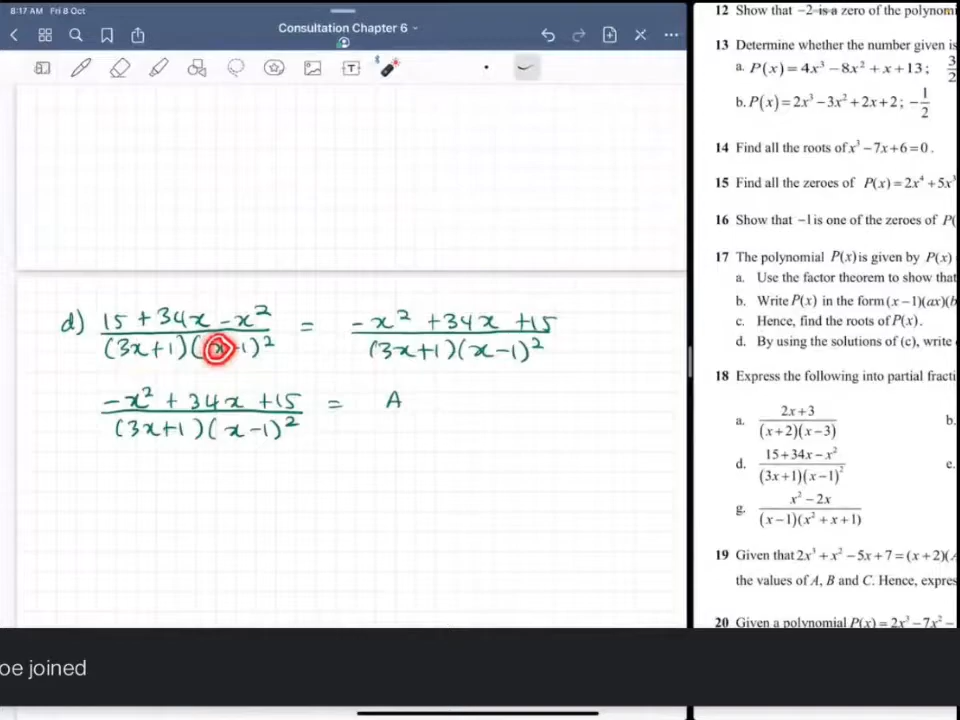 8:17 AM Fri 8 Oct
Consultation Chapter 6
d) (15 + 34x - x²)/((3x+1)(x-1)²) = (-x² + 34x + 15)/((3x+1)(x-1)²)
(-x² + 34x + 15)/((3x+1)(x-1)²) = A
12 Show that −2 is a zero of the polynomi
13 Determine whether the number given is
a. P(x) = 4x³ − 8x² + x + 13; 3/2
b. P(x) = 2x³ − 3x² + 2x + 2; −1/2
14 Find all the roots of x³ − 7x + 6 = 0.
15 Find all the zeroes of P(x) = 2x⁴ + 5x³
16 Show that −1 is one of the zeroes of P(
17 The polynomial P(x) is given by P(x)
a. Use the factor theorem to show that
b. Write P(x) in the form (x−1)(ax)(b
c. Hence, find the roots of P(x).
d. By using the solutions of (c), write
18 Express the following into partial fracti
a. (2x+3)/((x+2)(x−3)) b.
d. (15+34x−x²)/((3x+1)(x−1)²) e.
g. (x²−2x)/((x−1)(x²+x+1))
19 Given that 2x³ + x² − 5x + 7 = (x+2)(A
the values of A, B and C. Hence, expres
20 Given a polynomial P(x) = 2x³ − 7x² −
oe joined